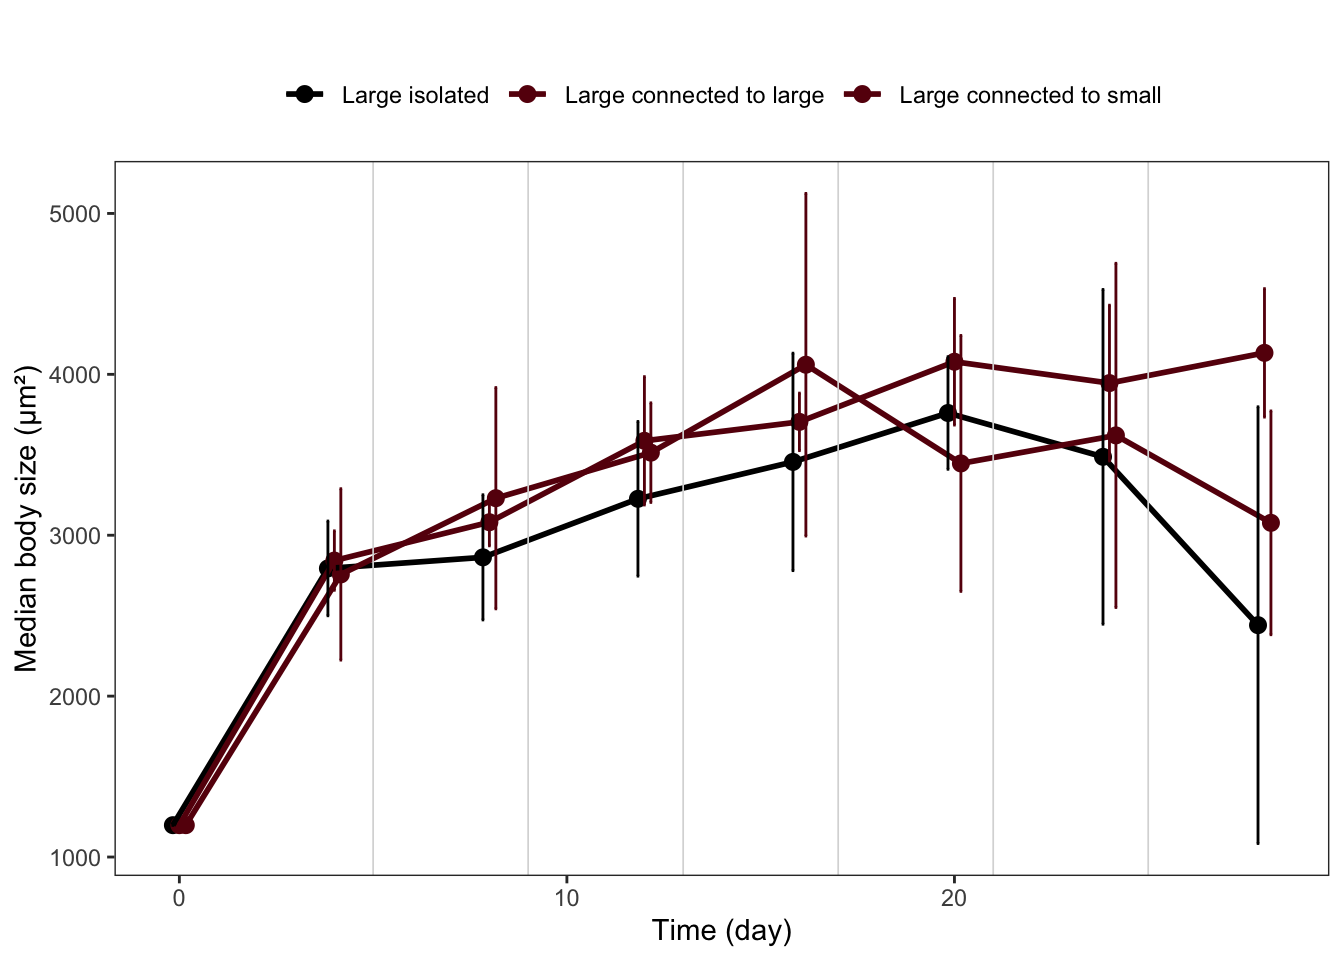 Large isolated Large connected to large Large connected to small
5000
4000
3000
2000
1000
Median body size (μm²)
0 10 20
Time (day)